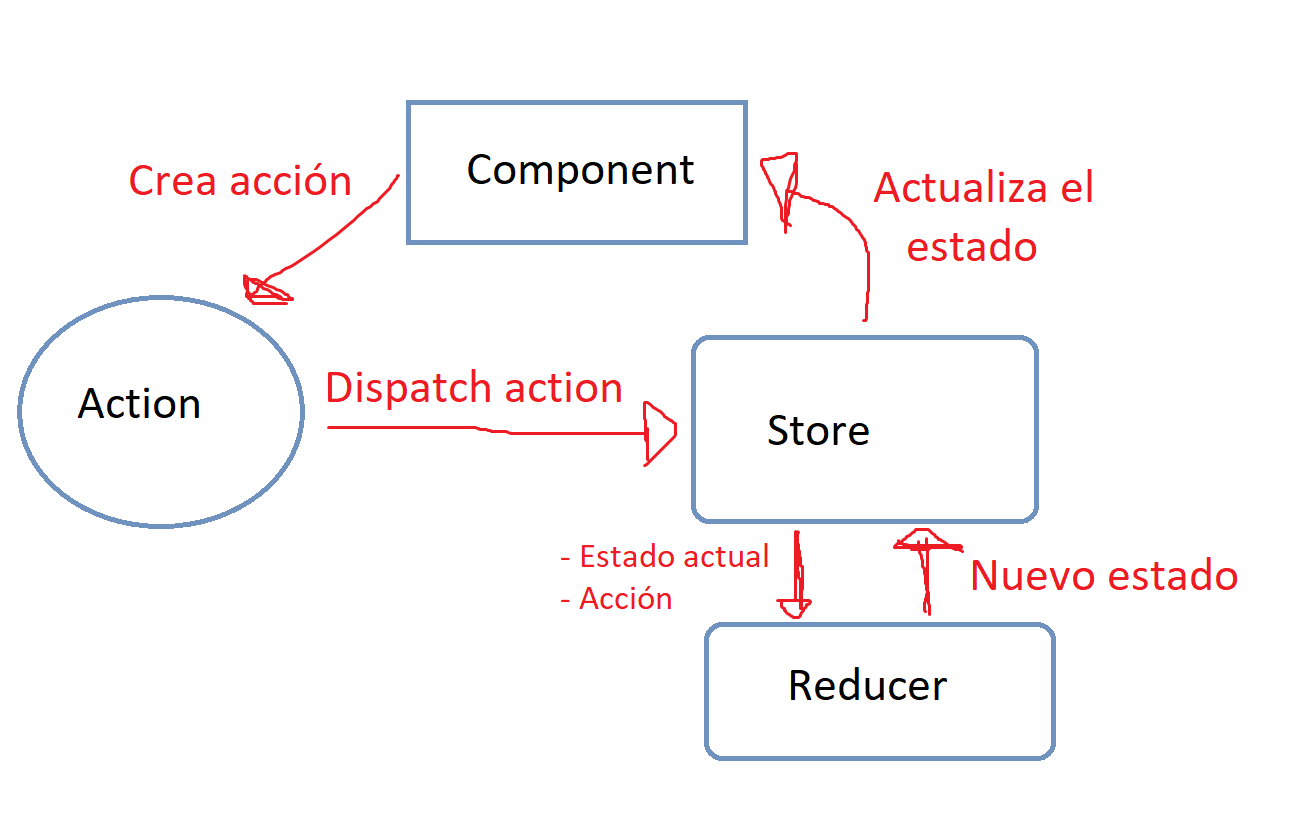 Component
Crea acción
Actualiza el
estado
Action
Dispatch action
Store
- Estado actual
- Acción
Nuevo estado
Reducer